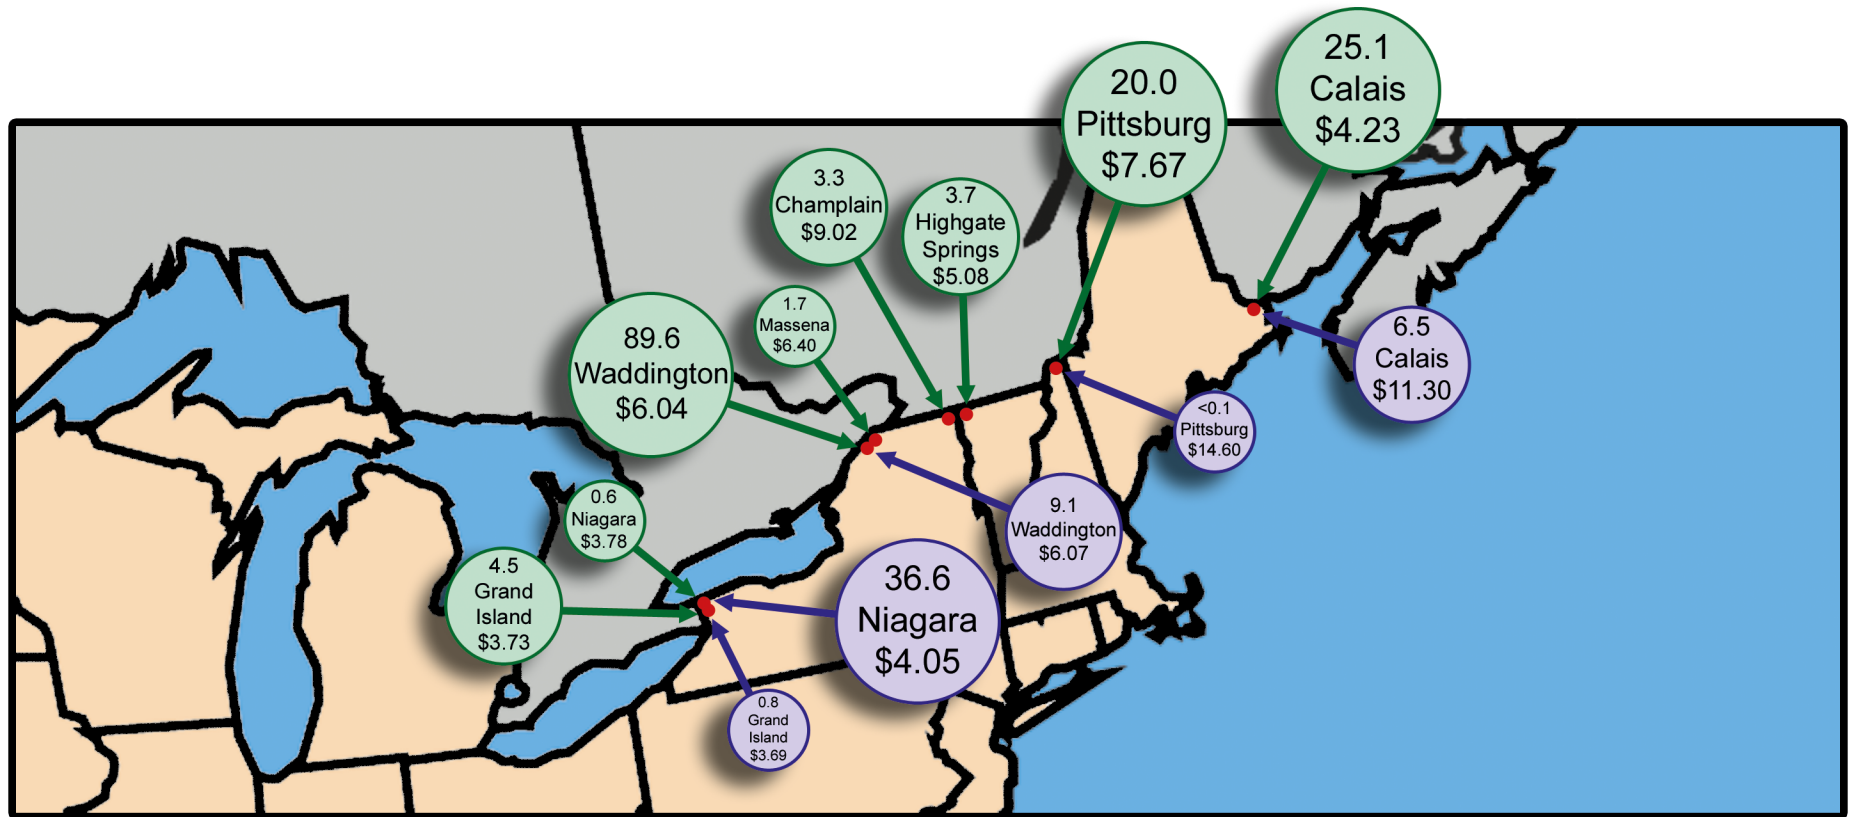 25.1
Calais
$4.23
20.0
Pittsburg
$7.67
3.3
Champlain
$9.02
3.7
Highgate
Springs
$5.08
1.7
Massena
$6.40
89.6
Waddington
$6.04
6.5
Calais
$11.30
<0.1
Pittsburg
$14.60
0.6
Niagara
$3.78
9.1
Waddington
$6.07
4.5
Grand
Island
$3.73
36.6
Niagara
$4.05
0.8
Grand
Island
$3.69